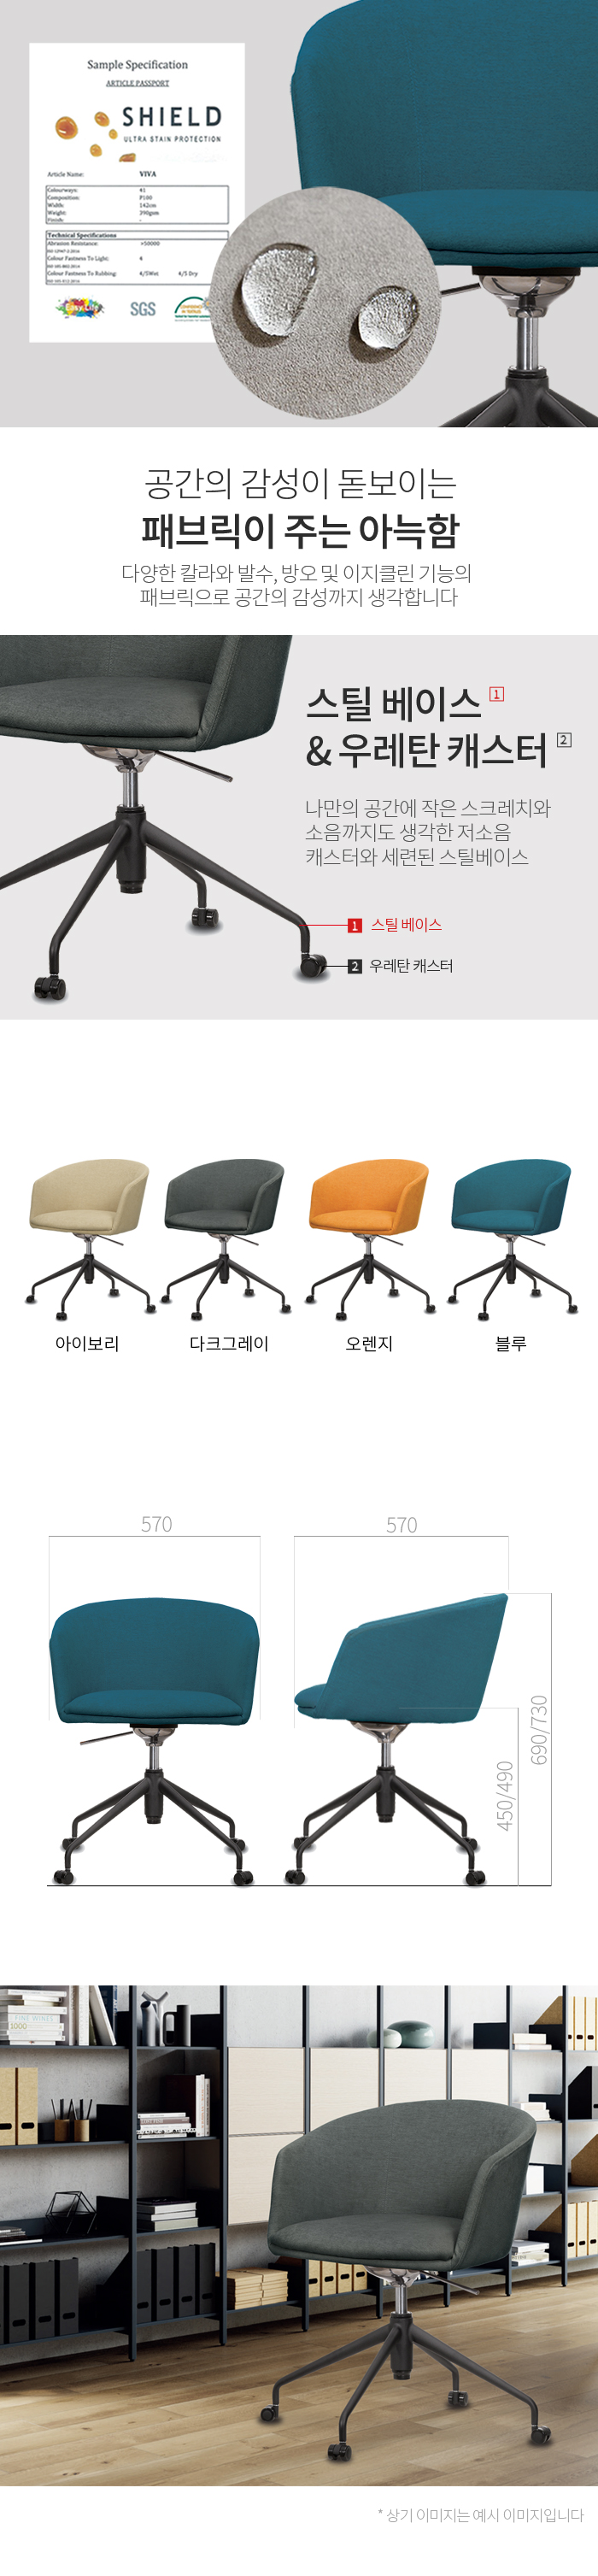 Sample Specification
ARTICLE PASSPORT
SHIELD
ULTRA STAIN PROTECTION
Article Name: VIVA
Colourways: 41
Composition: P100
Width: 142cm
Weight: 390gsm
Finish: -
Technical Specifications
Abrasion Resistance: >50000
Colour Fastness To Light: 4
Colour Fastness To Rubbing: 4/5Wet 4/5 Dry
SGS
공간의 감성이 돋보이는
패브릭이 주는 아늑함
다양한 칼라와 발수, 방오 및 이지클린 기능의
패브릭으로 공간의 감성까지 생각합니다
스틸 베이스 1
& 우레탄 캐스터 2
나만의 공간에 작은 스크레치와
소음까지도 생각한 저소음
캐스터와 세련된 스틸베이스
1 스틸 베이스
2 우레탄 캐스터
아이보리 다크그레이 오렌지 블루
570 570
690/730
450/490
FINE WINES
1000
* 상기 이미지는 예시 이미지입니다